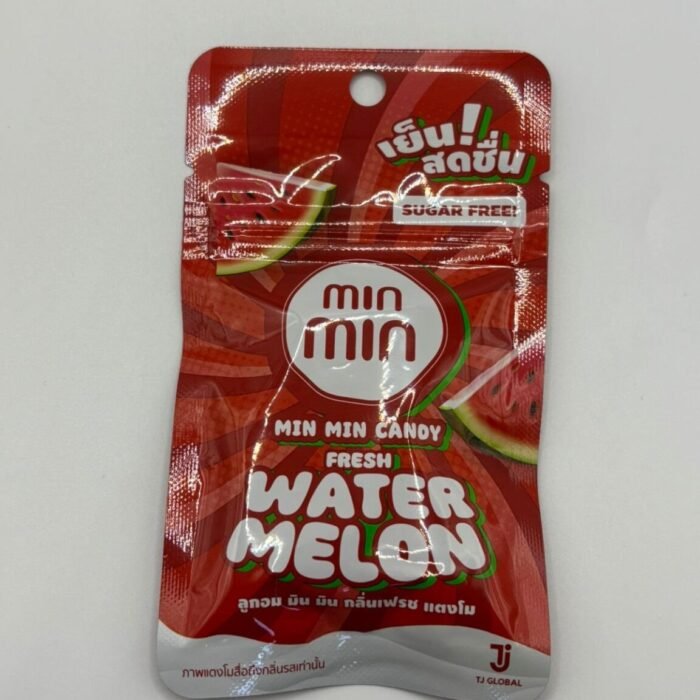 เย็น!
สดชื่น
SUGAR FREE!
min
min
MIN MIN CANDY
FRESH
WATER
MELON
ลูกอม มิน มิน กลิ่นเฟรช แตงโม
ภาพแตงโมสื่อถึงกลิ่นรสเท่านั้น
TJ
TJ GLOBAL